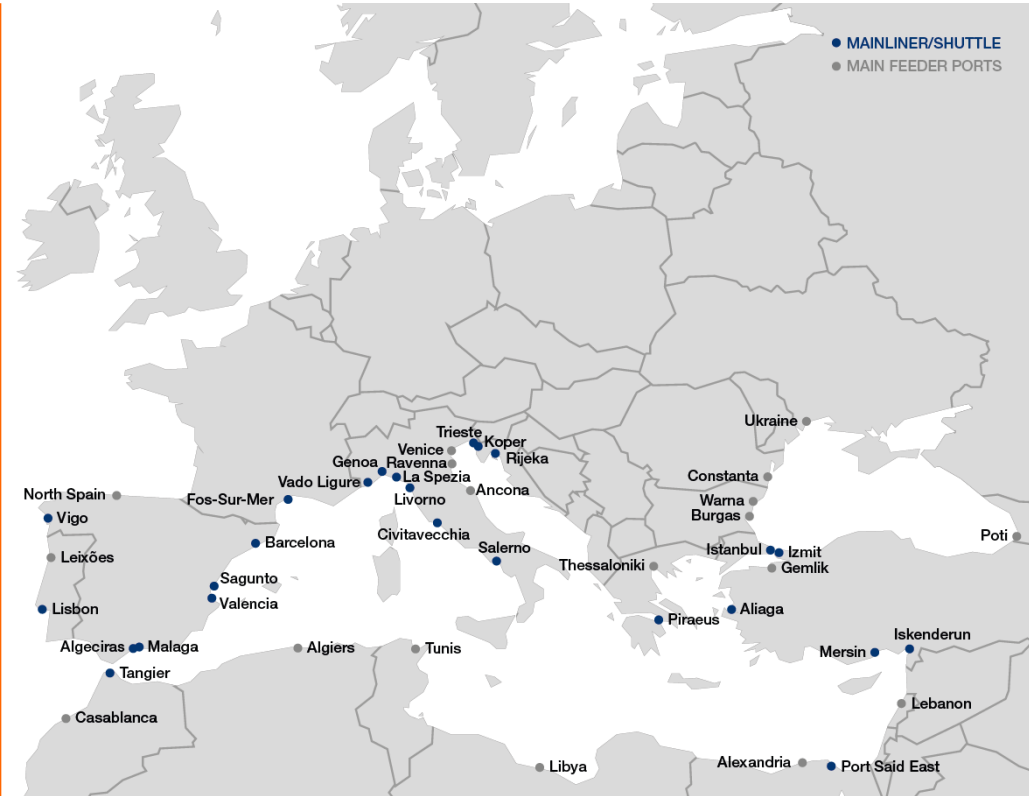 MAINLINER/SHUTTLE
MAIN FEEDER PORTS
Ukraine
Trieste
Koper
Venice
Rijeka
Genoa
Ravenna
La Spezia
Constanta
Vado Ligure
Ancona
North Spain
Fos-Sur-Mer
Livorno
Warna
Burgas
Vigo
Civitavecchia
Poti
Barcelona
Salerno
Istanbul
Izmit
Leixões
Thessaloniki
Gemlik
Sagunto
Valencia
Lisbon
Aliaga
Piraeus
Iskenderun
Algeciras
Malaga
Algiers
Tunis
Mersin
Tangier
Lebanon
Casablanca
Libya
Alexandria
Port Said East